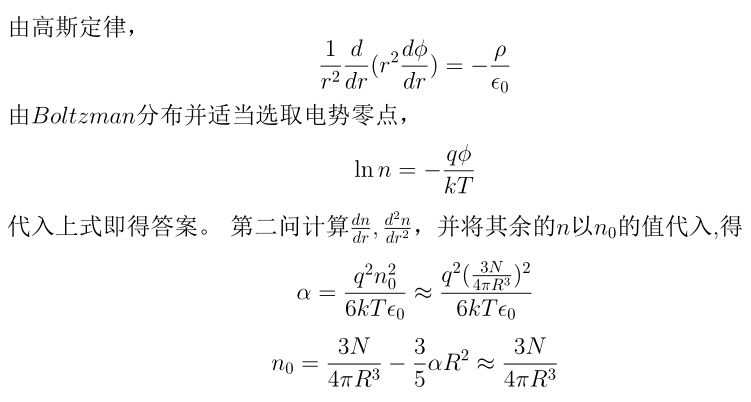 由高斯定律，
$$\frac{1}{r^2}\frac{d}{dr}(r^2\frac{d\phi}{dr}) = -\frac{\rho}{\epsilon_0}$$
由$Boltzman$分布并适当选取电势零点，
$$\ln n = -\frac{q\phi}{kT}$$
代入上式即得答案。 第二问计算$\frac{dn}{dr}, \frac{d^2n}{dr^2}$，并将其余的$n$以$n_0$的值代入,得
$$\alpha = \frac{q^2n_0^2}{6kT\epsilon_0} \approx \frac{q^2(\frac{3N}{4\pi R^3})^2}{6kT\epsilon_0}$$
$$n_0 = \frac{3N}{4\pi R^3} - \frac{3}{5}\alpha R^2 \approx \frac{3N}{4\pi R^3}$$